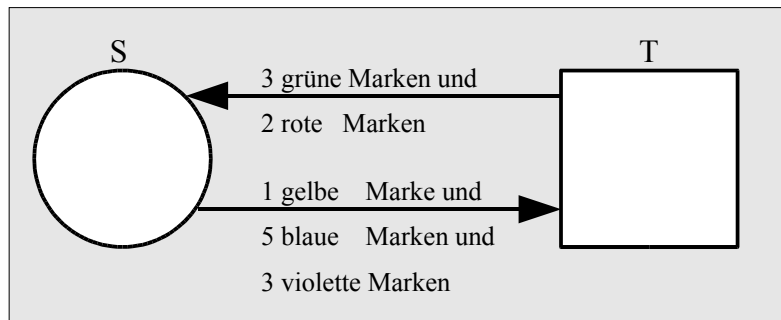 S
T
3 grüne Marken und
2 rote Marken
1 gelbe Marke und
5 blaue Marken und
3 violette Marken